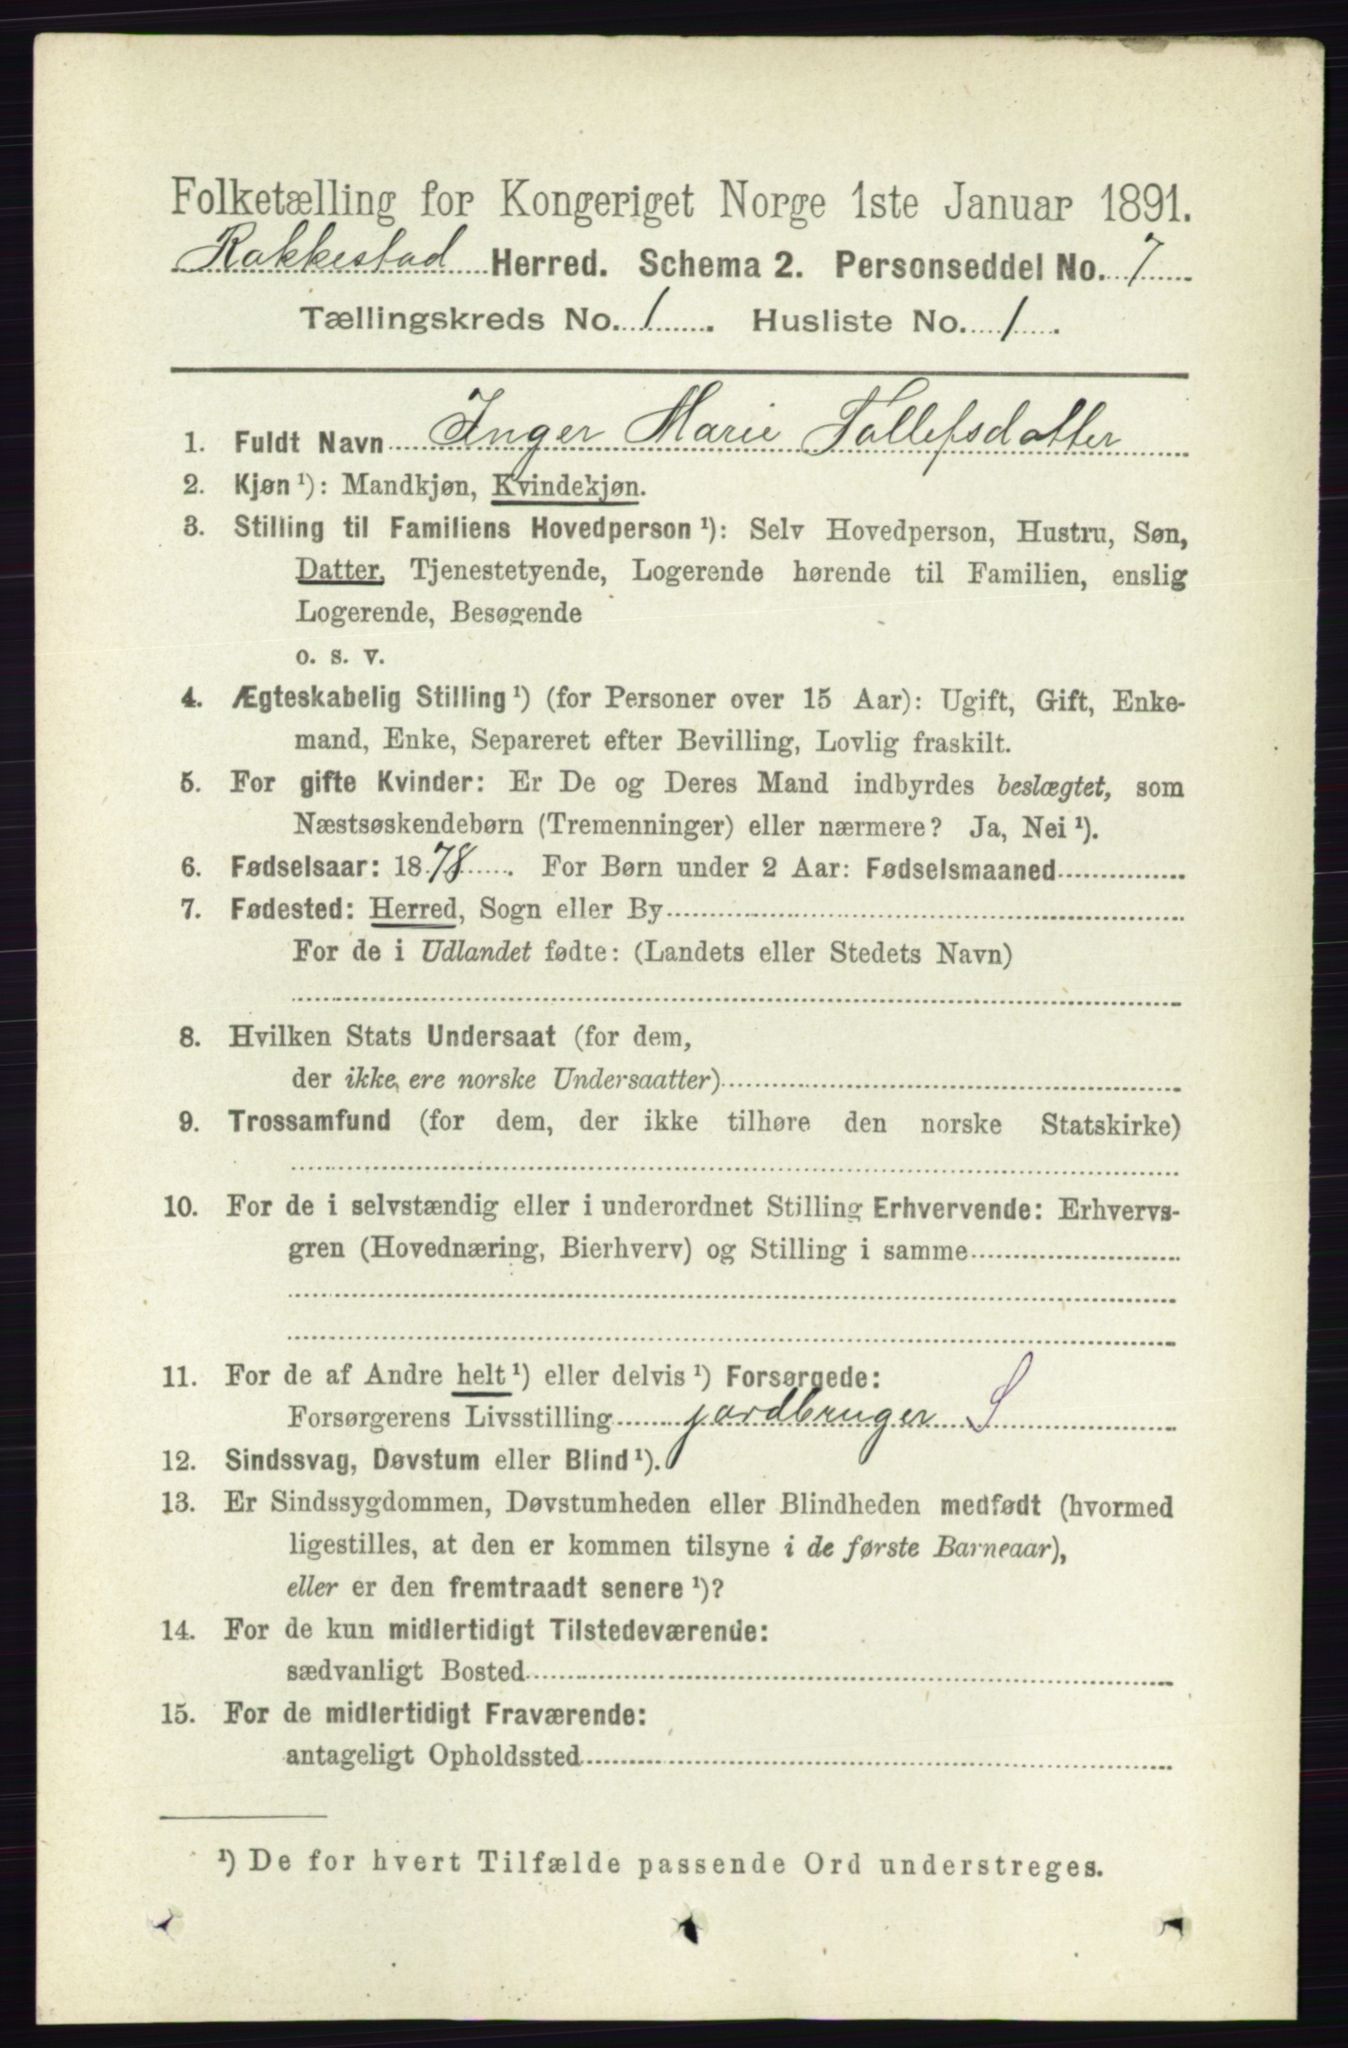 Folketælling for Kongeriget Norge 1ste Januar 1891.
Rakkestad Herred. Schema 2. Personseddel No. 7
Tællingskreds No. 1. Husliste No. 1.
1. Fuldt Navn Inger Marie Tollefsdatter
2. Kjøn ¹): Mandkjøn, Kvindekjøn.
3. Stilling til Familiens Hovedperson ¹): Selv Hovedperson, Hustru, Søn,
Datter, Tjenestetyende, Logerende hørende til Familien, enslig
Logerende, Besøgende
o. s. v.
4. Ægteskabelig Stilling ¹) (for Personer over 15 Aar): Ugift, Gift, Enke-
mand, Enke, Separeret efter Bevilling, Lovlig fraskilt.
5. For gifte Kvinder: Er De og Deres Mand indbyrdes beslægtet, som
Næstsøskendebørn (Tremenninger) eller nærmere? Ja, Nei ¹).
6. Fødselsaar: 1878. For Børn under 2 Aar: Fødselsmaaned
7. Fødested: Herred, Sogn eller By
For de i Udlandet fødte: (Landets eller Stedets Navn)
8. Hvilken Stats Undersaat (for dem,
der ikke ere norske Undersaatter)
9. Trossamfund (for dem, der ikke tilhøre den norske Statskirke)
10. For de i selvstændig eller i underordnet Stilling Erhvervende: Erhvervs-
gren (Hovednæring, Bierhverv) og Stilling i samme
11. For de af Andre helt ¹) eller delvis ¹) Forsørgede:
Forsørgerens Livsstilling jordbruger S
12. Sindssvag, Døvstum eller Blind ¹).
13. Er Sindssygdommen, Døvstumheden eller Blindheden medfødt (hvormed
ligestilles, at den er kommen tilsyne i de første Barneaar),
eller er den fremtraadt senere ¹)?
14. For de kun midlertidigt Tilstedeværende:
sædvanligt Bosted
15. For de midlertidigt Fraværende:
antageligt Opholdssted
¹) De for hvert Tilfælde passende Ord understreges.